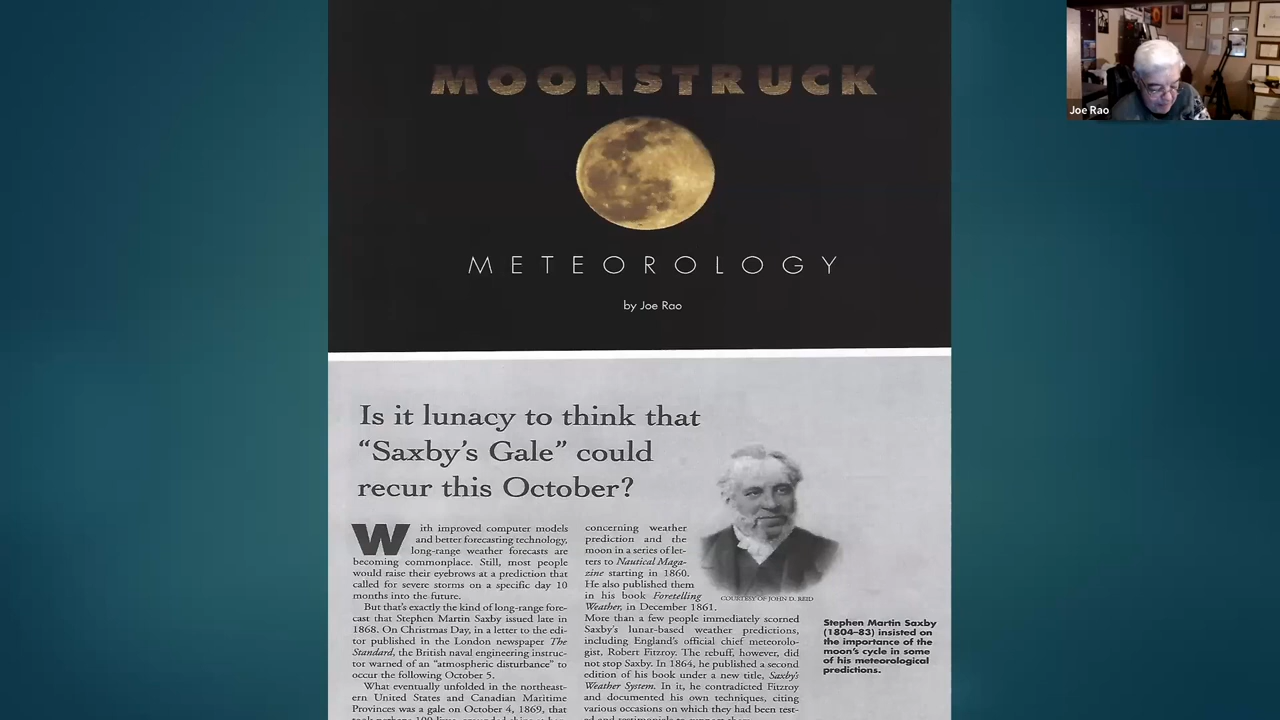 MOONSTRUCK
METEOROLOGY
by Joe Rao
Joe Rao
Is it lunacy to think that
“Saxby’s Gale” could
recur this October?
With improved computer models
and better forecasting technology,
long-range weather forecasts are
becoming commonplace. Still, most people
would raise their eyebrows at a prediction that
called for severe storms on a specific day 10
months into the future.
But that’s exactly the kind of long-range fore-
cast that Stephen Martin Saxby issued late in
1868. On Christmas Day, in a letter to the edi-
tor published in the London newspaper The
Standard, the British naval engineering instruc-
tor warned of an “atmospheric disturbance” to
occur the following October 5.
What eventually unfolded in the northeast-
ern United States and Canadian Maritime
Provinces was a gale on October 4, 1869, that
concerning weather
prediction and the
moon in a series of let-
ters to Nautical Maga-
zine starting in 1860.
He also published them
in his book Foretelling
Weather, in December 1861.
More than a few people immediately scorned
Saxby’s lunar-based weather predictions,
including England’s official chief meteorolo-
gist, Robert Fitzroy. The rebuff, however, did
not stop Saxby. In 1864, he published a second
edition of his book under a new title, Saxby’s
Weather System. In it, he contradicted Fitzroy
and documented his own techniques, citing
various occasions on which they had been test-
COURTESY OF JOHN D. REID
Stephen Martin Saxby
(1804–83) insisted on
the importance of the
moon’s cycle in some
of his meteorological
predictions.